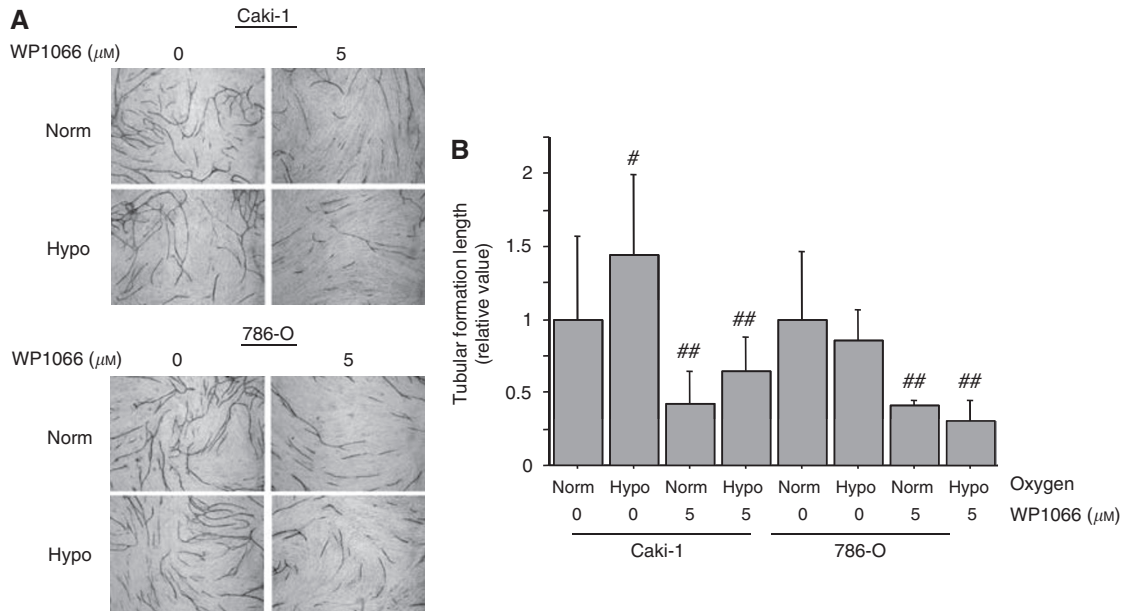 A
Caki-1
WP1066 (μM) 0 5
Norm
Hypo
786-O
WP1066 (μM) 0 5
Norm
Hypo
B
Tubular formation length
(relative value)
2
1.5
1
0.5
0
# ## ## ## ##
Norm Hypo Norm Hypo Norm Hypo Norm Hypo Oxygen
0 0 5 5 0 0 5 5 WP1066 (μM)
Caki-1 786-O